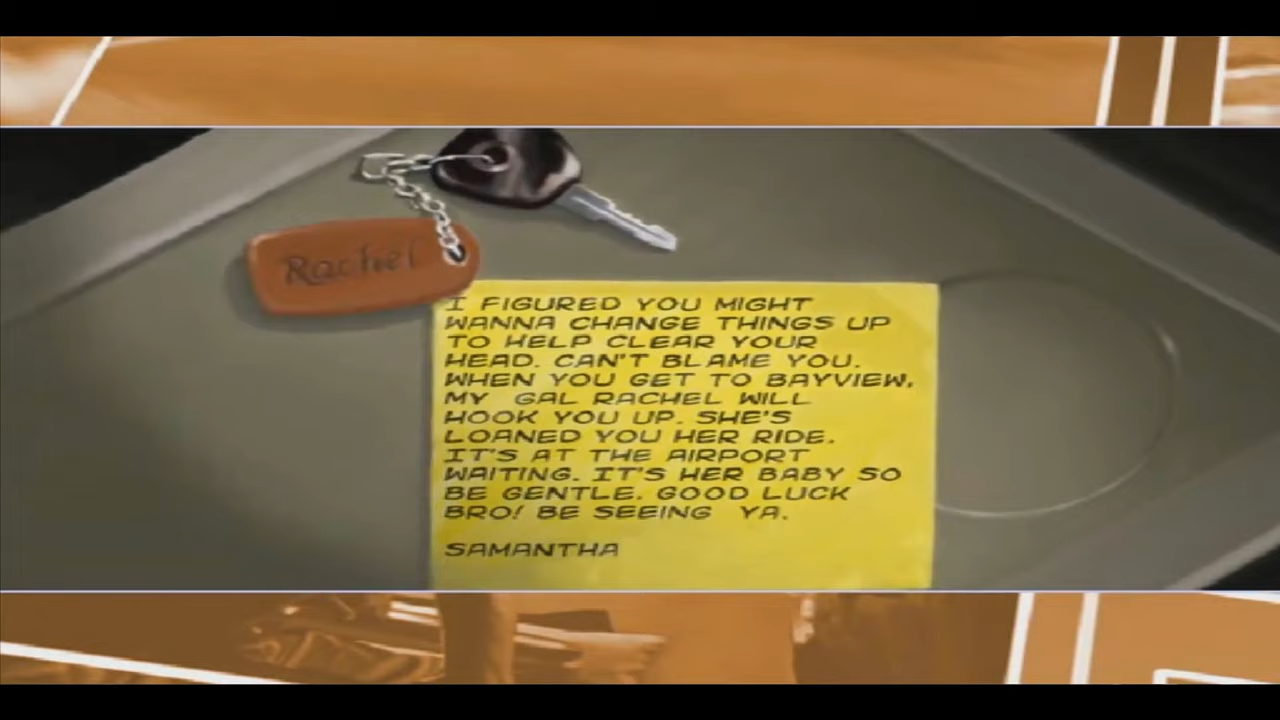 Rachel
I FIGURED YOU MIGHT
WANNA CHANGE THINGS UP
TO HELP CLEAR YOUR
HEAD. CAN'T BLAME YOU.
WHEN YOU GET TO BAYVIEW,
MY GAL RACHEL WILL
HOOK YOU UP. SHE'S
LOANED YOU HER RIDE.
IT'S AT THE AIRPORT
WAITING. IT'S HER BABY SO
BE GENTLE. GOOD LUCK
BRO! BE SEEING YA.
SAMANTHA